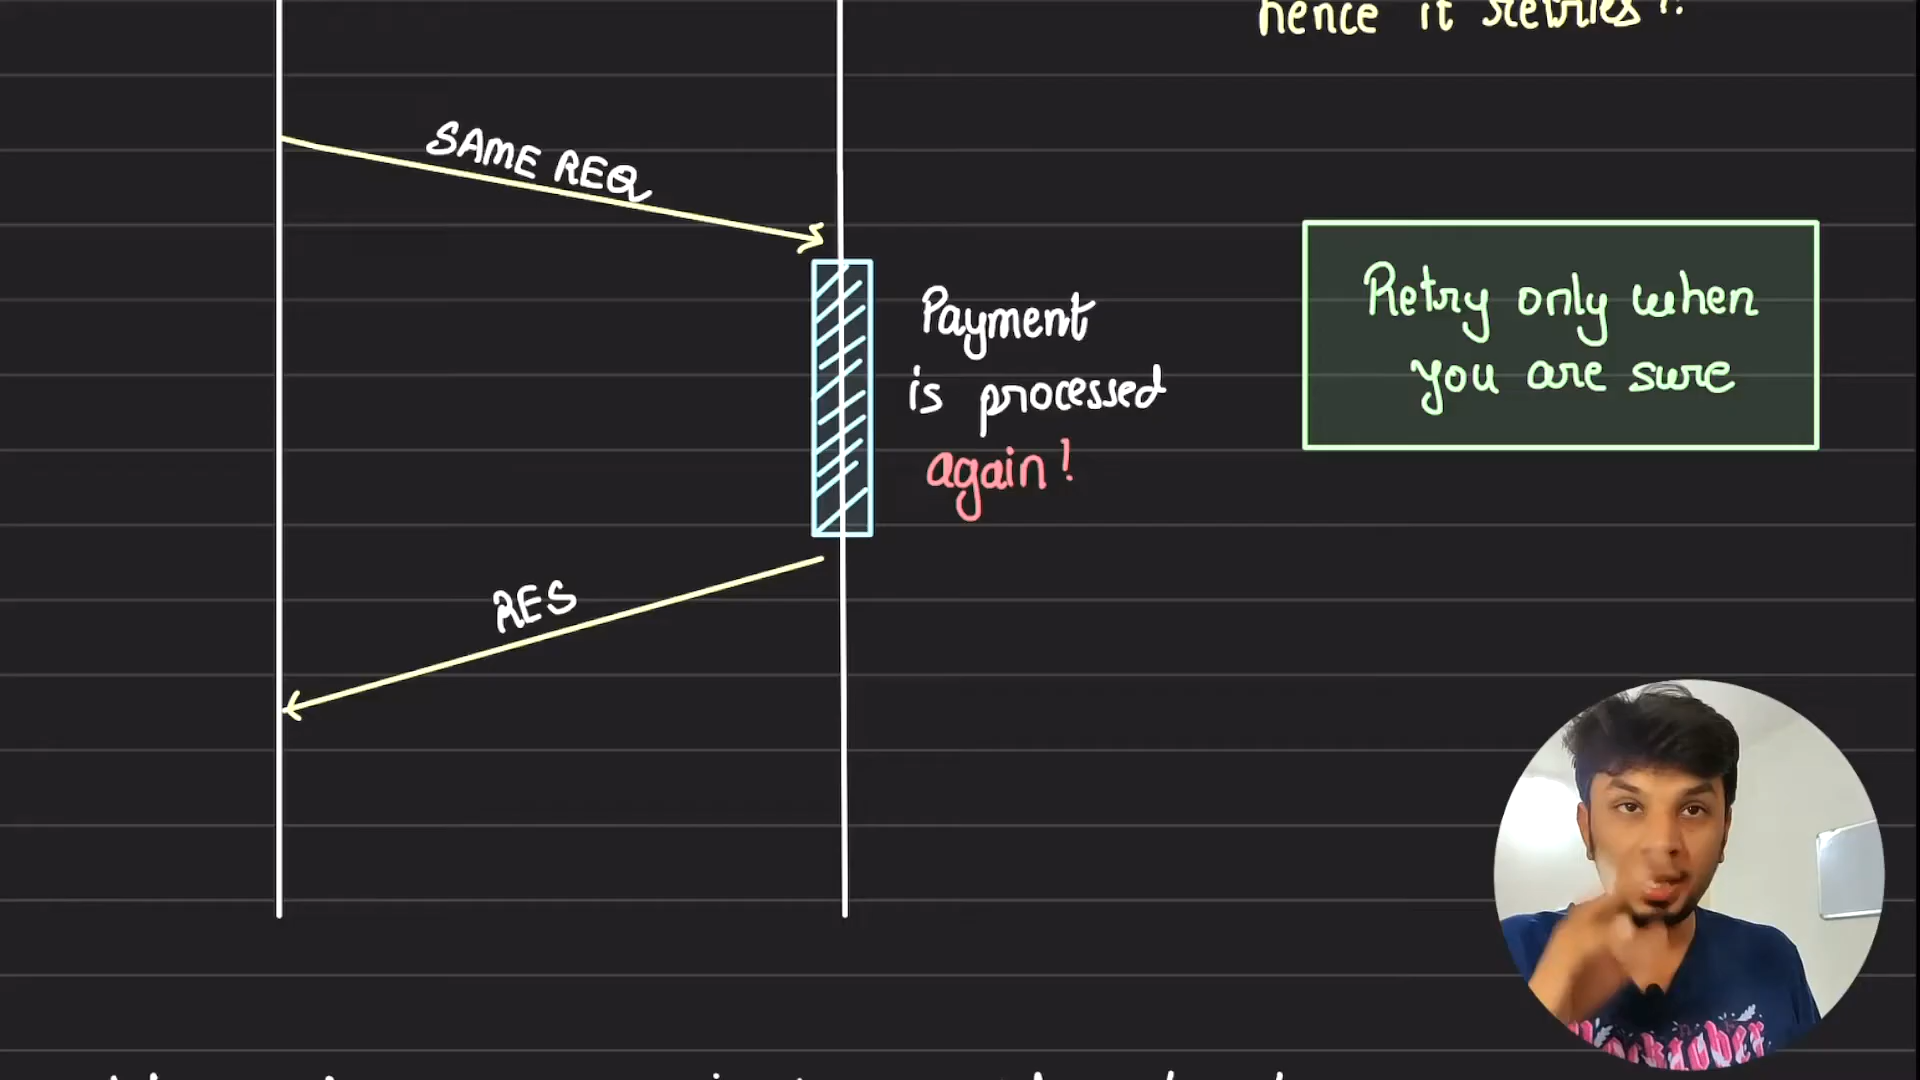 hence it retries!!
SAME REQ
Payment
is processed
again!
Retry only when
you are sure
RES